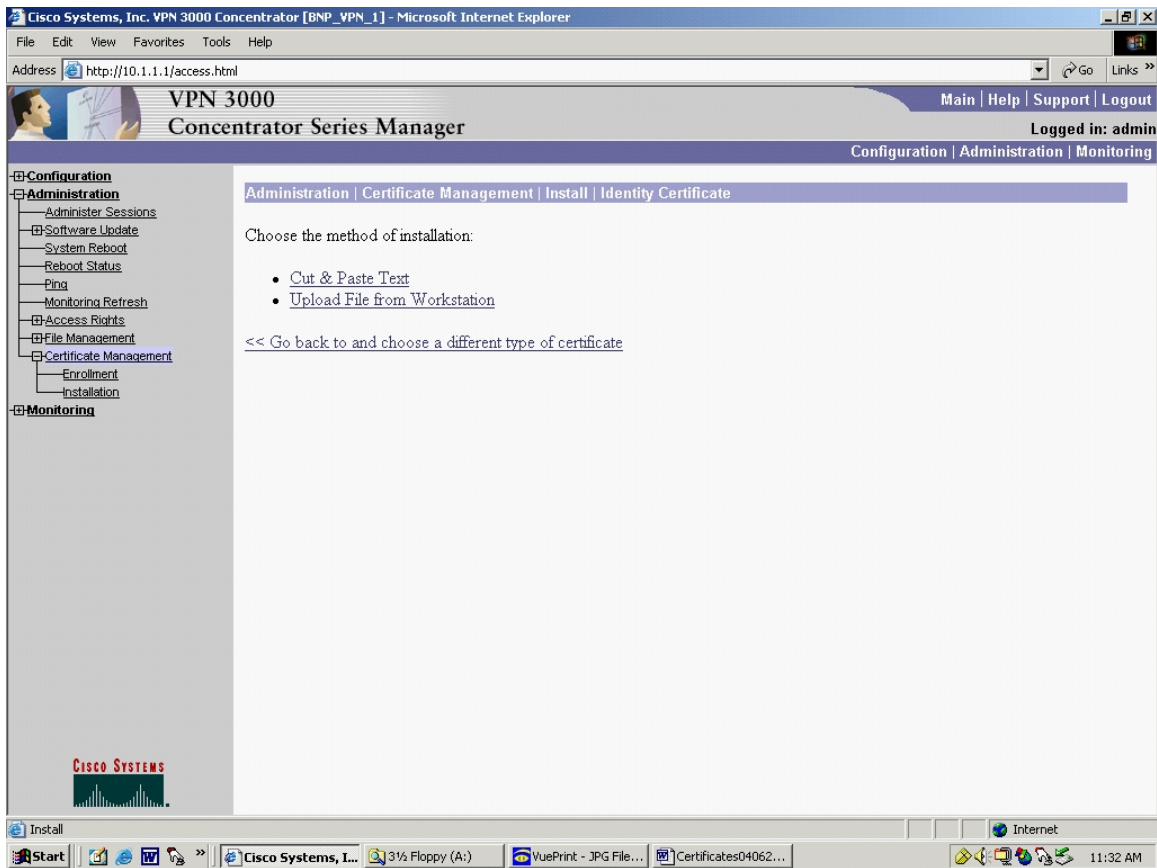 Cisco Systems, Inc. VPN 3000 Concentrator [BNP_VPN_1] - Microsoft Internet Explorer
File Edit View Favorites Tools Help
Address http://10.1.1.1/access.html Go Links »
VPN 3000
Concentrator Series Manager
Main | Help | Support | Logout
Logged in: admin
Configuration | Administration | Monitoring
Configuration
Administration
Administer Sessions
Software Update
System Reboot
Reboot Status
Ping
Monitoring Refresh
Access Rights
File Management
Certificate Management
Enrollment
Installation
Monitoring
Administration | Certificate Management | Install | Identity Certificate
Choose the method of installation:
• Cut & Paste Text
• Upload File from Workstation
<< Go back to and choose a different type of certificate
CISCO SYSTEMS
Install
Internet
Start » Cisco Systems, I... 3½ Floppy (A:) VuePrint - JPG File... Certificates04062... 11:32 AM